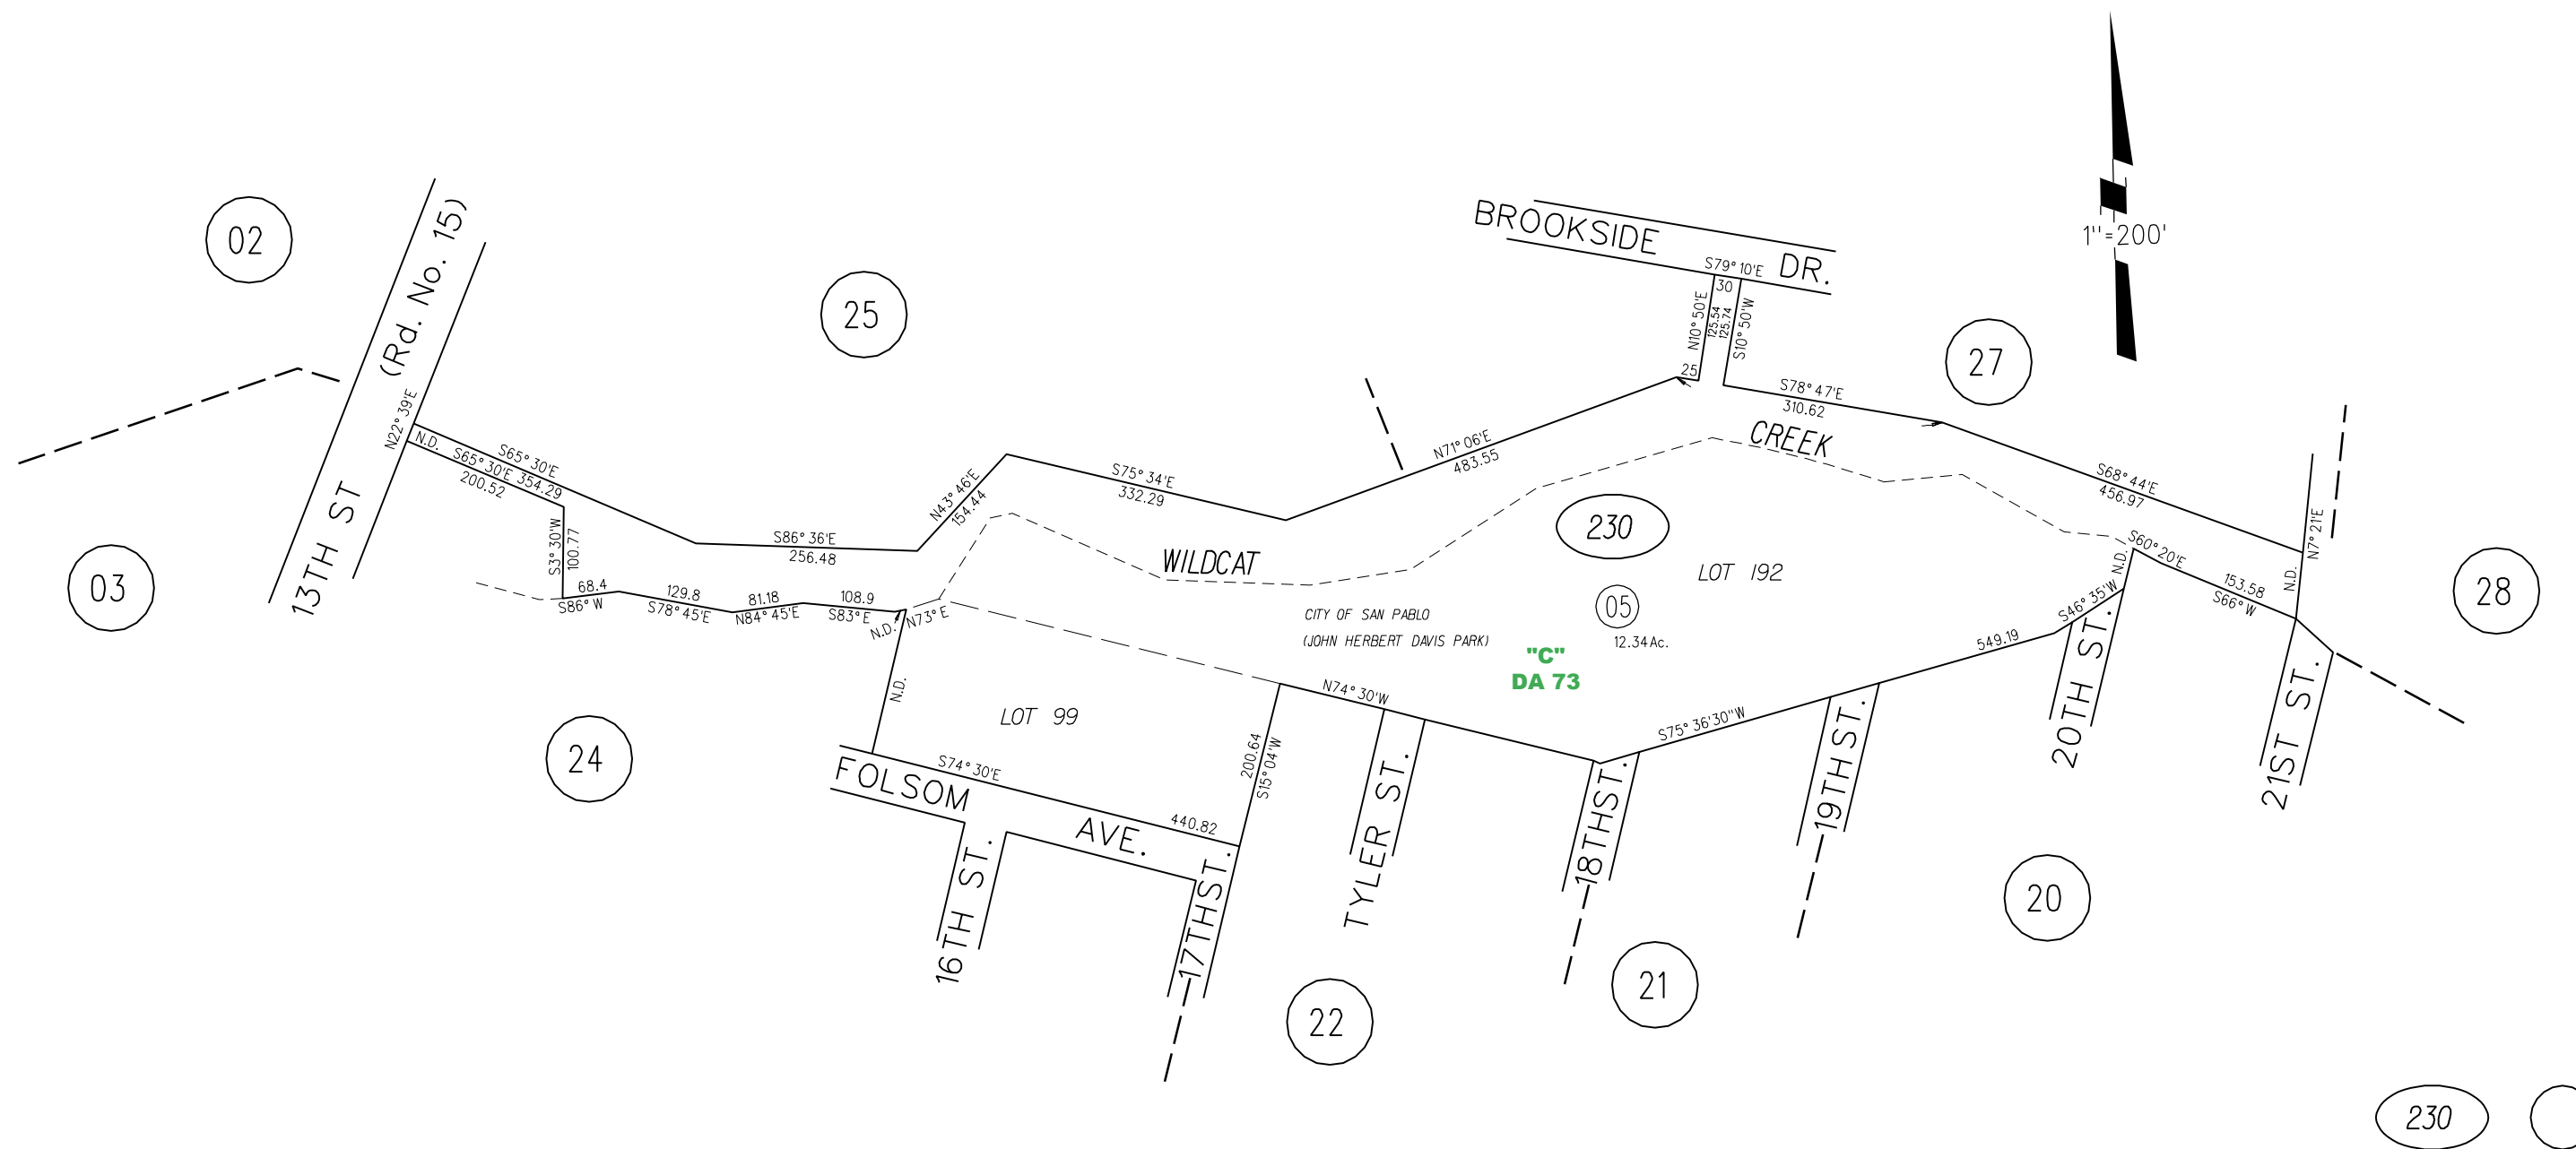 02
13TH ST (Rd. No. 15)
25
BROOKSIDE DR.
1"=200'
S79°10'E
30
N10°50'E
125.54
125.74
S10°50'W
27
25
S78°47'E
310.62
N22°39'E
N.D.
S65°30'E
S65°30'E 354.29
200.52
N71°06'E
483.55
CREEK
S68°44'E
456.97
N43°46'E
154.44
S75°34'E
332.29
S86°36'E
256.48
S3°30'W
100.77
WILDCAT
230
LOT 192
N7°21'E
N.D.
S60°20'E
153.58
S66°W
N.D.
28
03
68.4
S86°W
129.8
S78°45'E
81.18
N84°45'E
108.9
S83°E
N.D.
N73°E
CITY OF SAN PABLO
(JOHN HERBERT DAVIS PARK)
05
12.34Ac.
"C"
DA 73
S46°35'W
549.19
N.D.
LOT 99
N74°30'W
S75°36'30"W
24
S74°30'E
440.82
200.64
S15°04'W
FOLSOM AVE.
16TH ST.
17TH ST.
TYLER ST.
18TH ST.
19TH ST.
20TH ST.
21ST ST.
20
21
22
230